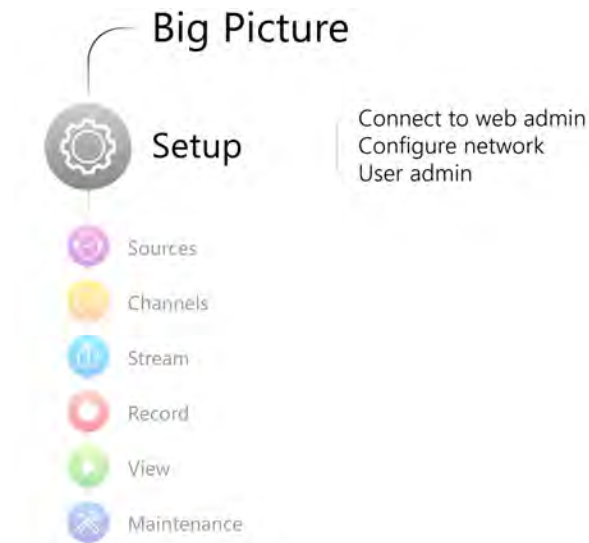 Big Picture
Setup
Connect to web admin
Configure network
User admin
Sources
Channels
Stream
Record
View
Maintenance